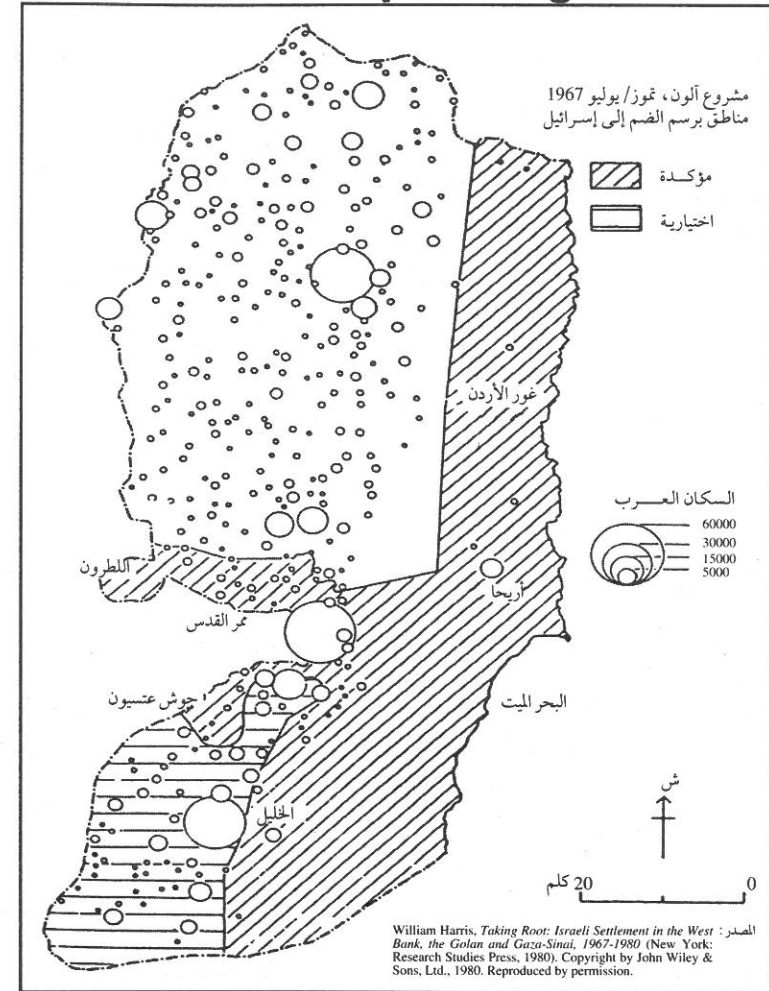 مشروع آلون، تموز/ يوليو 1967
مناطق برسم الضم إلى إسرائيل
مؤكدة
اختيارية
غور الأردن
السكان العرب
60000
30000
15000
5000
اللطرون
أريحا
ممر القدس
جوش عتسيون
البحر الميت
الخليل
ش
20 كلم 0
المصدر: William Harris, Taking Root: Israeli Settlement in the West
Bank, the Golan and Gaza-Sinai, 1967-1980 (New York:
Research Studies Press, 1980). Copyright by John Wiley &
Sons, Ltd., 1980. Reproduced by permission.